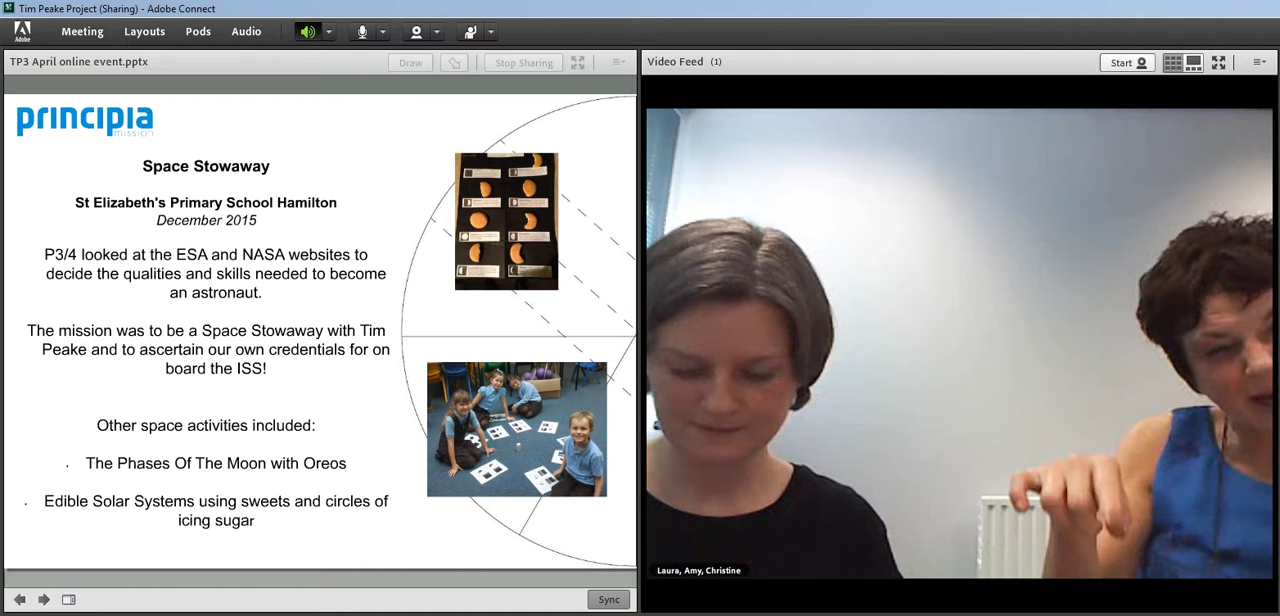 Tim Peake Project (Sharing) - Adobe Connect
Adobe
Meeting
Layouts
Pods
Audio
TP3 April online event.pptx
Draw
Stop Sharing
principia
mission
Space Stowaway
St Elizabeth's Primary School Hamilton
December 2015
P3/4 looked at the ESA and NASA websites to
decide the qualities and skills needed to become
an astronaut.
The mission was to be a Space Stowaway with Tim
Peake and to ascertain our own credentials for on
board the ISS!
Other space activities included:
. The Phases Of The Moon with Oreos
. Edible Solar Systems using sweets and circles of
icing sugar
Sync
Video Feed (1)
Start
Laura, Amy, Christine